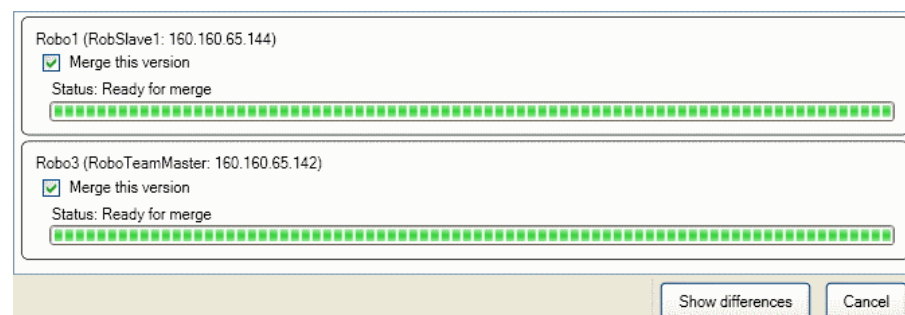 Robo1 (RobSlave1: 160.160.65.144)
Merge this version
Status: Ready for merge
Robo3 (RoboTeamMaster: 160.160.65.142)
Merge this version
Status: Ready for merge
Show differences
Cancel